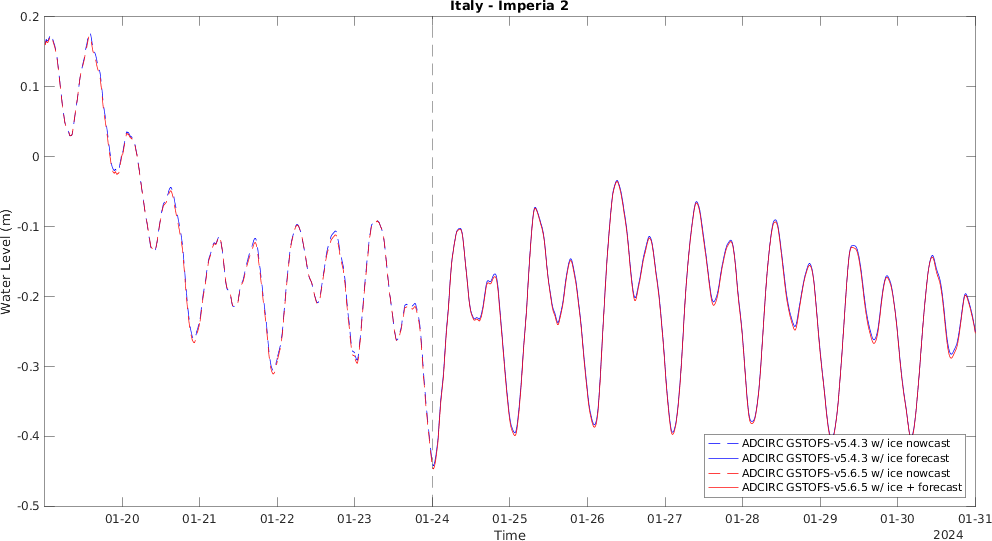 Italy - Imperia 2
0.2
0.1
0
-0.1
-0.2
-0.3
-0.4
-0.5
Water Level (m)
ADCIRC GSTOFS-v5.4.3 w/ ice nowcast
ADCIRC GSTOFS-v5.4.3 w/ ice forecast
ADCIRC GSTOFS-v5.6.5 w/ ice nowcast
ADCIRC GSTOFS-v5.6.5 w/ ice + forecast
01-20 01-21 01-22 01-23 01-24 01-25 01-26 01-27 01-28 01-29 01-30 01-31
Time
2024